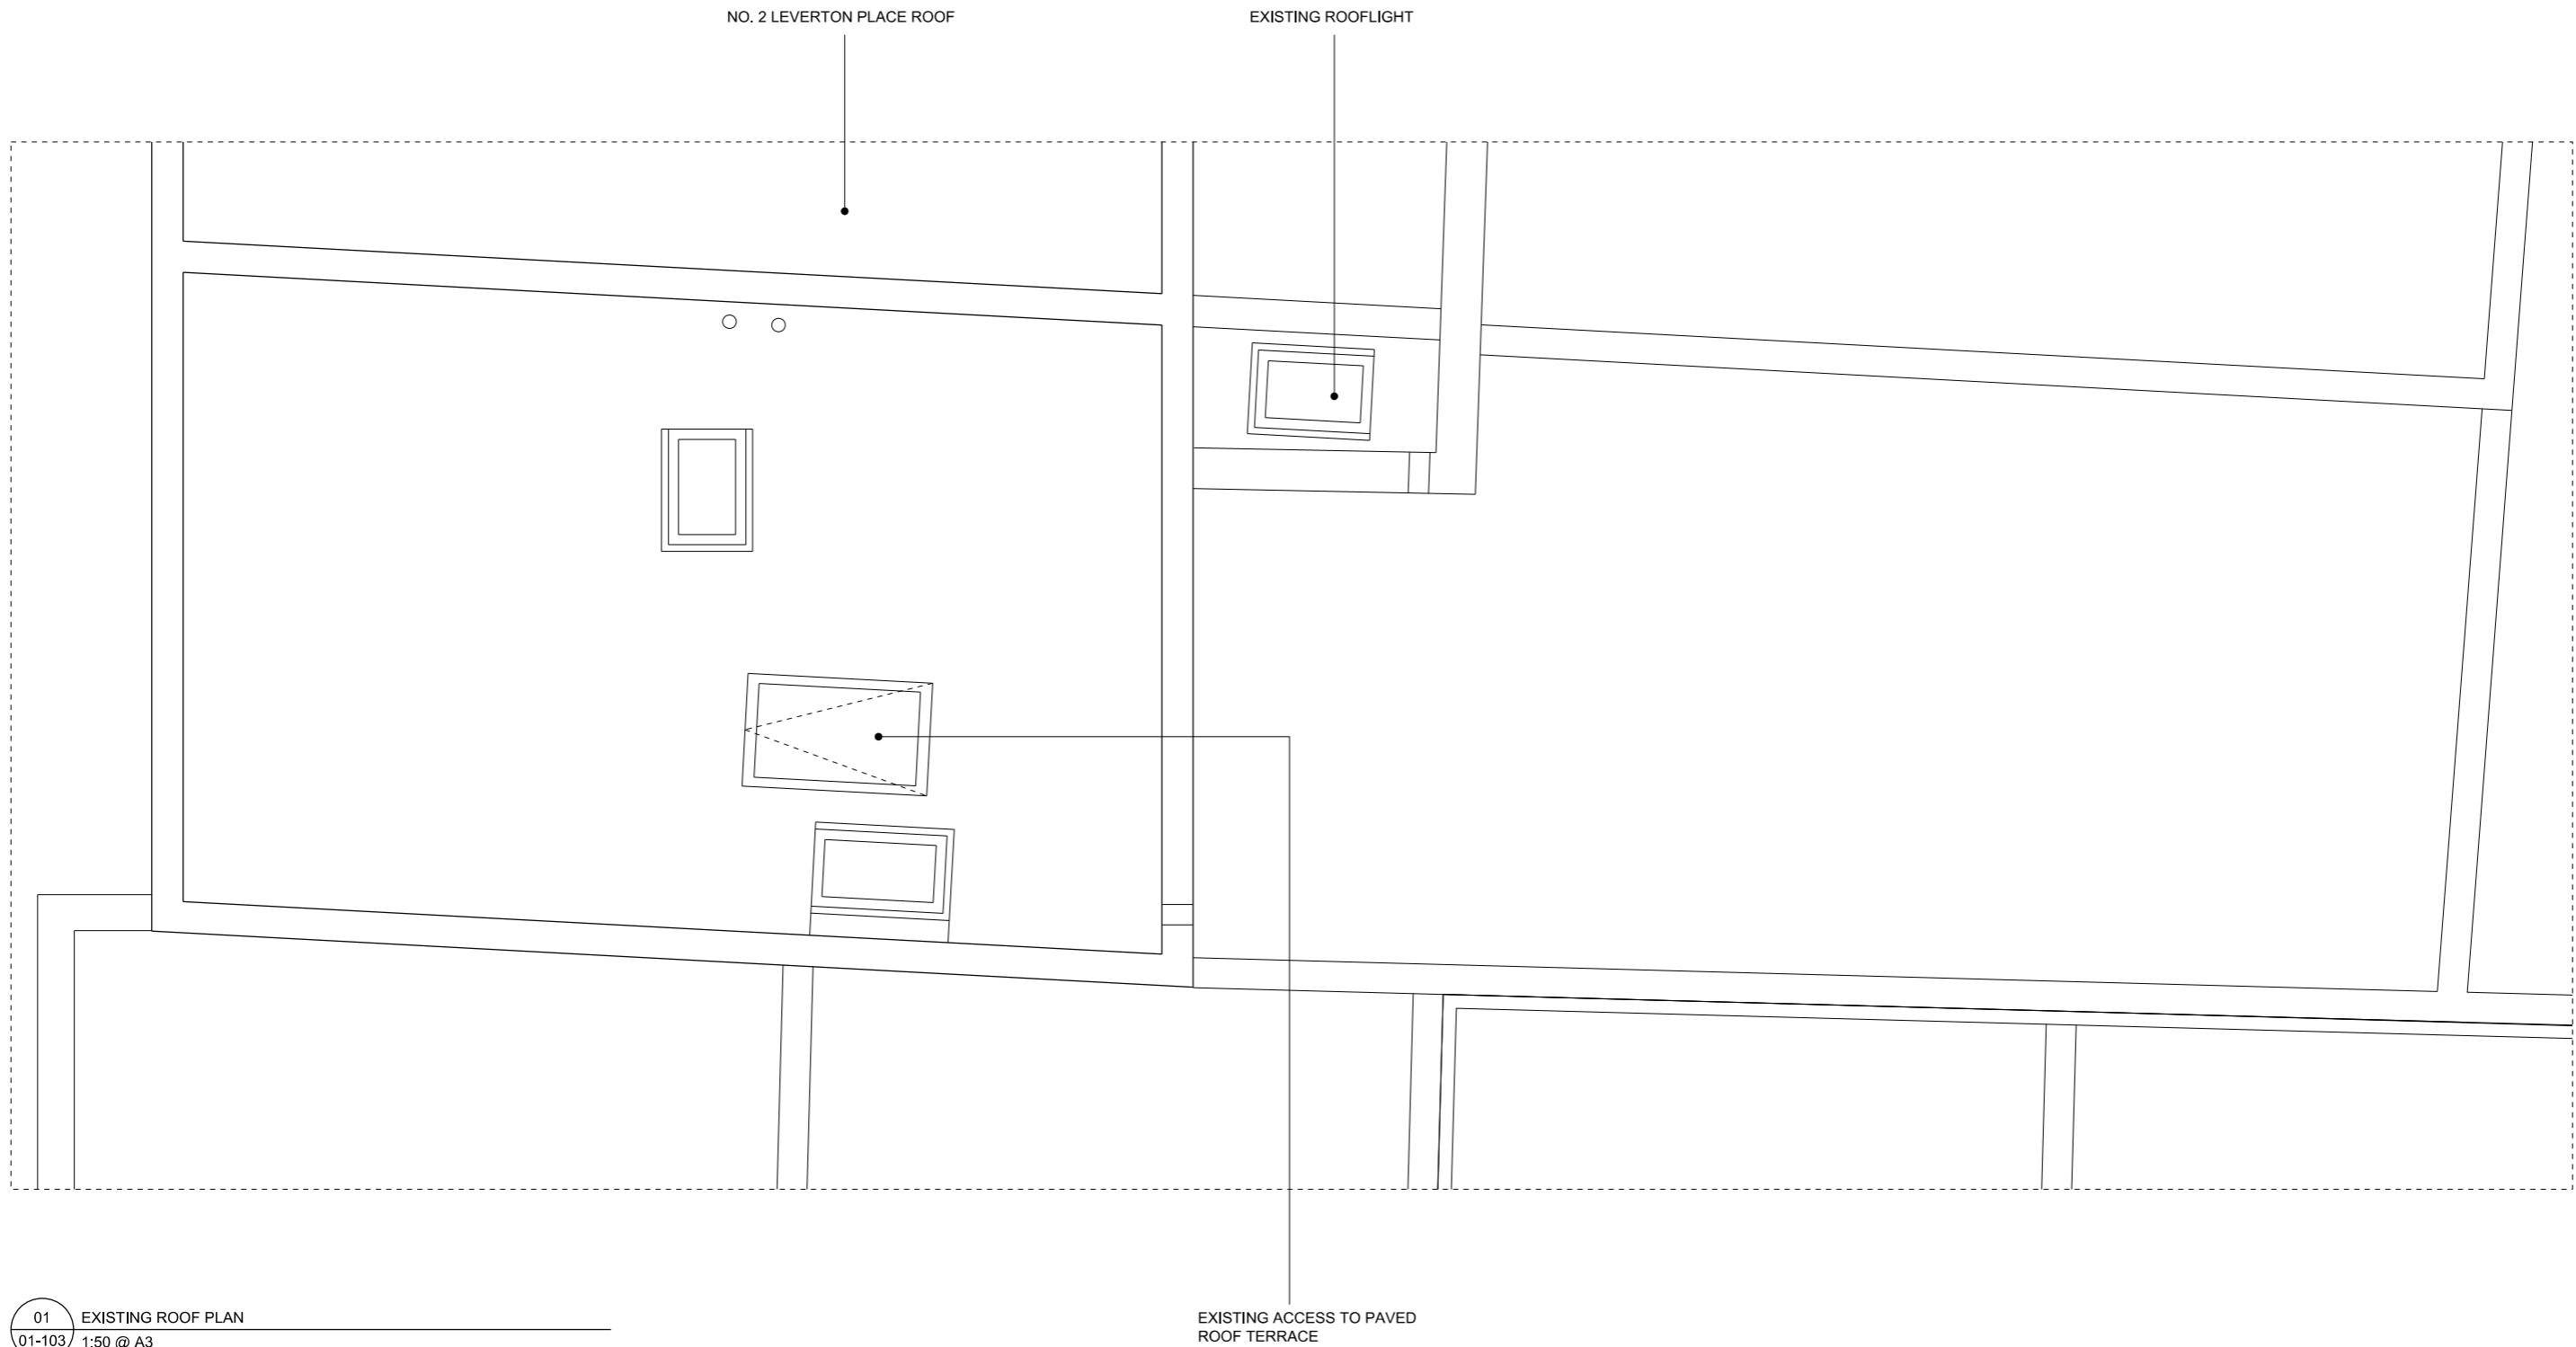 NO. 2 LEVERTON PLACE ROOF
EXISTING ROOFLIGHT
01
EXISTING ROOF PLAN
01-103
1:50 @ A3
EXISTING ACCESS TO PAVED
ROOF TERRACE